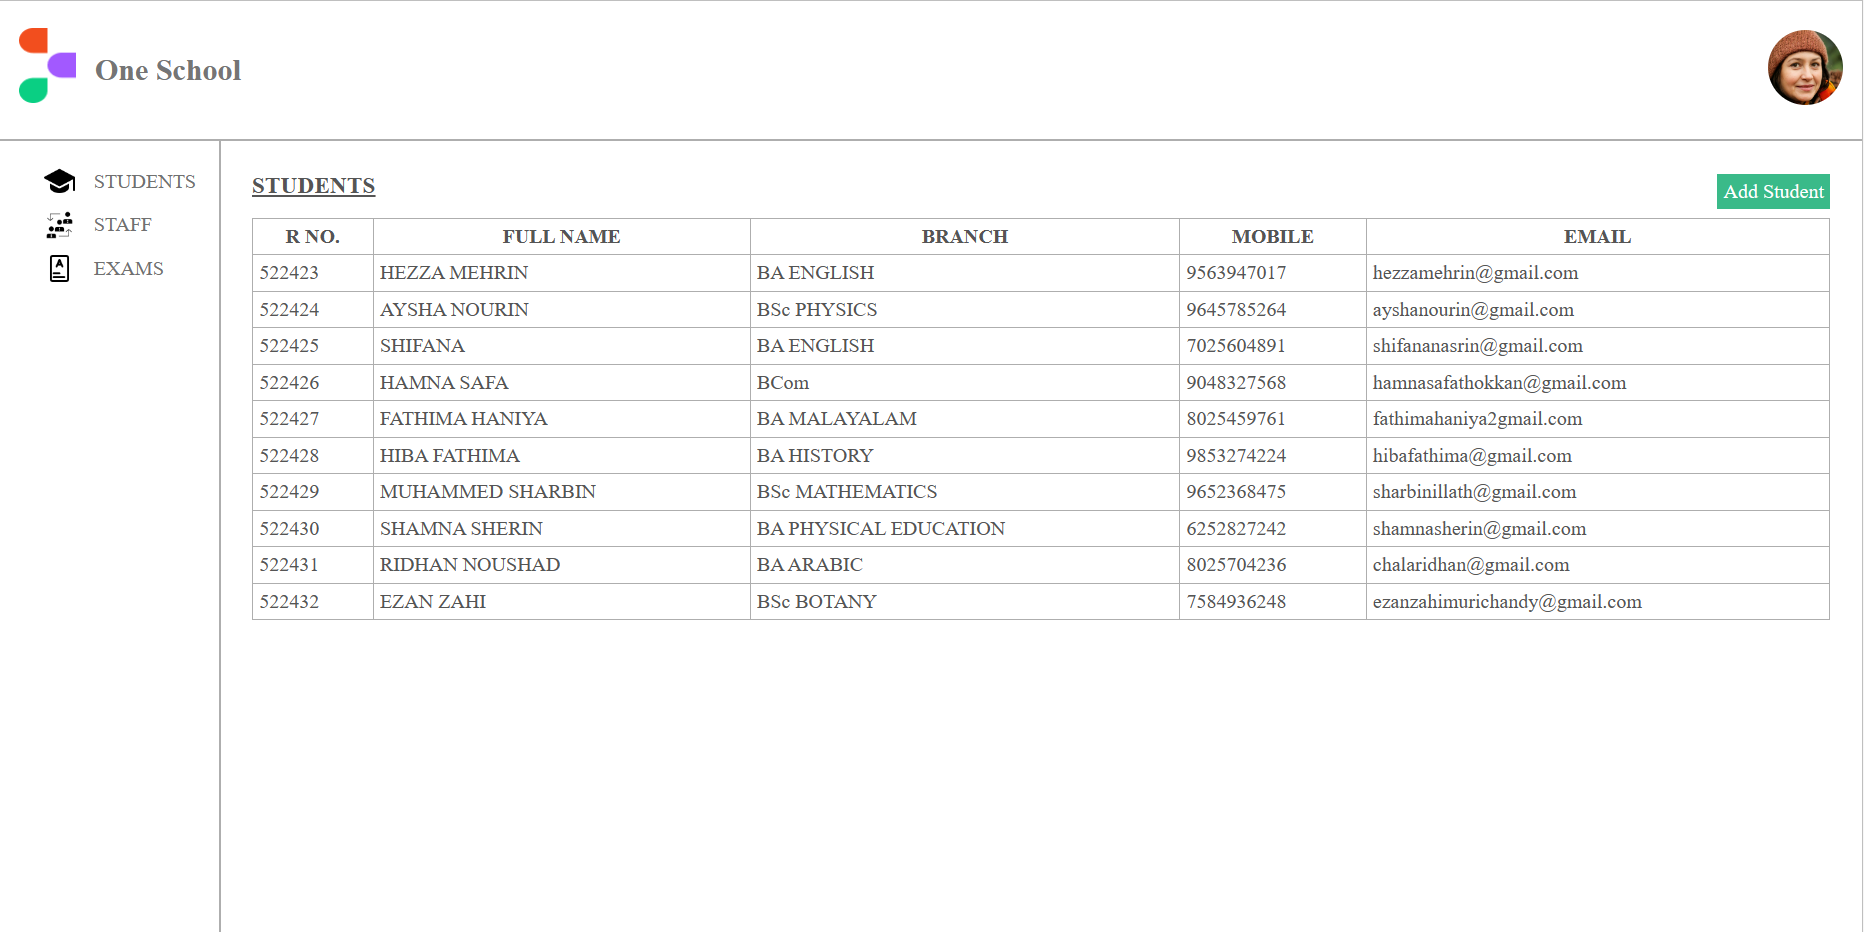 One School
STUDENTS
STAFF
EXAMS
STUDENTS
Add Student
R NO. FULL NAME BRANCH MOBILE EMAIL
522423 HEZZA MEHRIN BA ENGLISH 9563947017 hezzamehrin@gmail.com
522424 AYSHA NOURIN BSc PHYSICS 9645785264 ayshanourin@gmail.com
522425 SHIFANA BA ENGLISH 7025604891 shifananasrin@gmail.com
522426 HAMNA SAFA BCom 9048327568 hamnasafathokkan@gmail.com
522427 FATHIMA HANIYA BA MALAYALAM 8025459761 fathimahaniya2gmail.com
522428 HIBA FATHIMA BA HISTORY 9853274224 hibafathima@gmail.com
522429 MUHAMMED SHARBIN BSc MATHEMATICS 9652368475 sharbinillath@gmail.com
522430 SHAMNA SHERIN BA PHYSICAL EDUCATION 6252827242 shamnasherin@gmail.com
522431 RIDHAN NOUSHAD BA ARABIC 8025704236 chalaridhan@gmail.com
522432 EZAN ZAHI BSc BOTANY 7584936248 ezanzahimurichandy@gmail.com